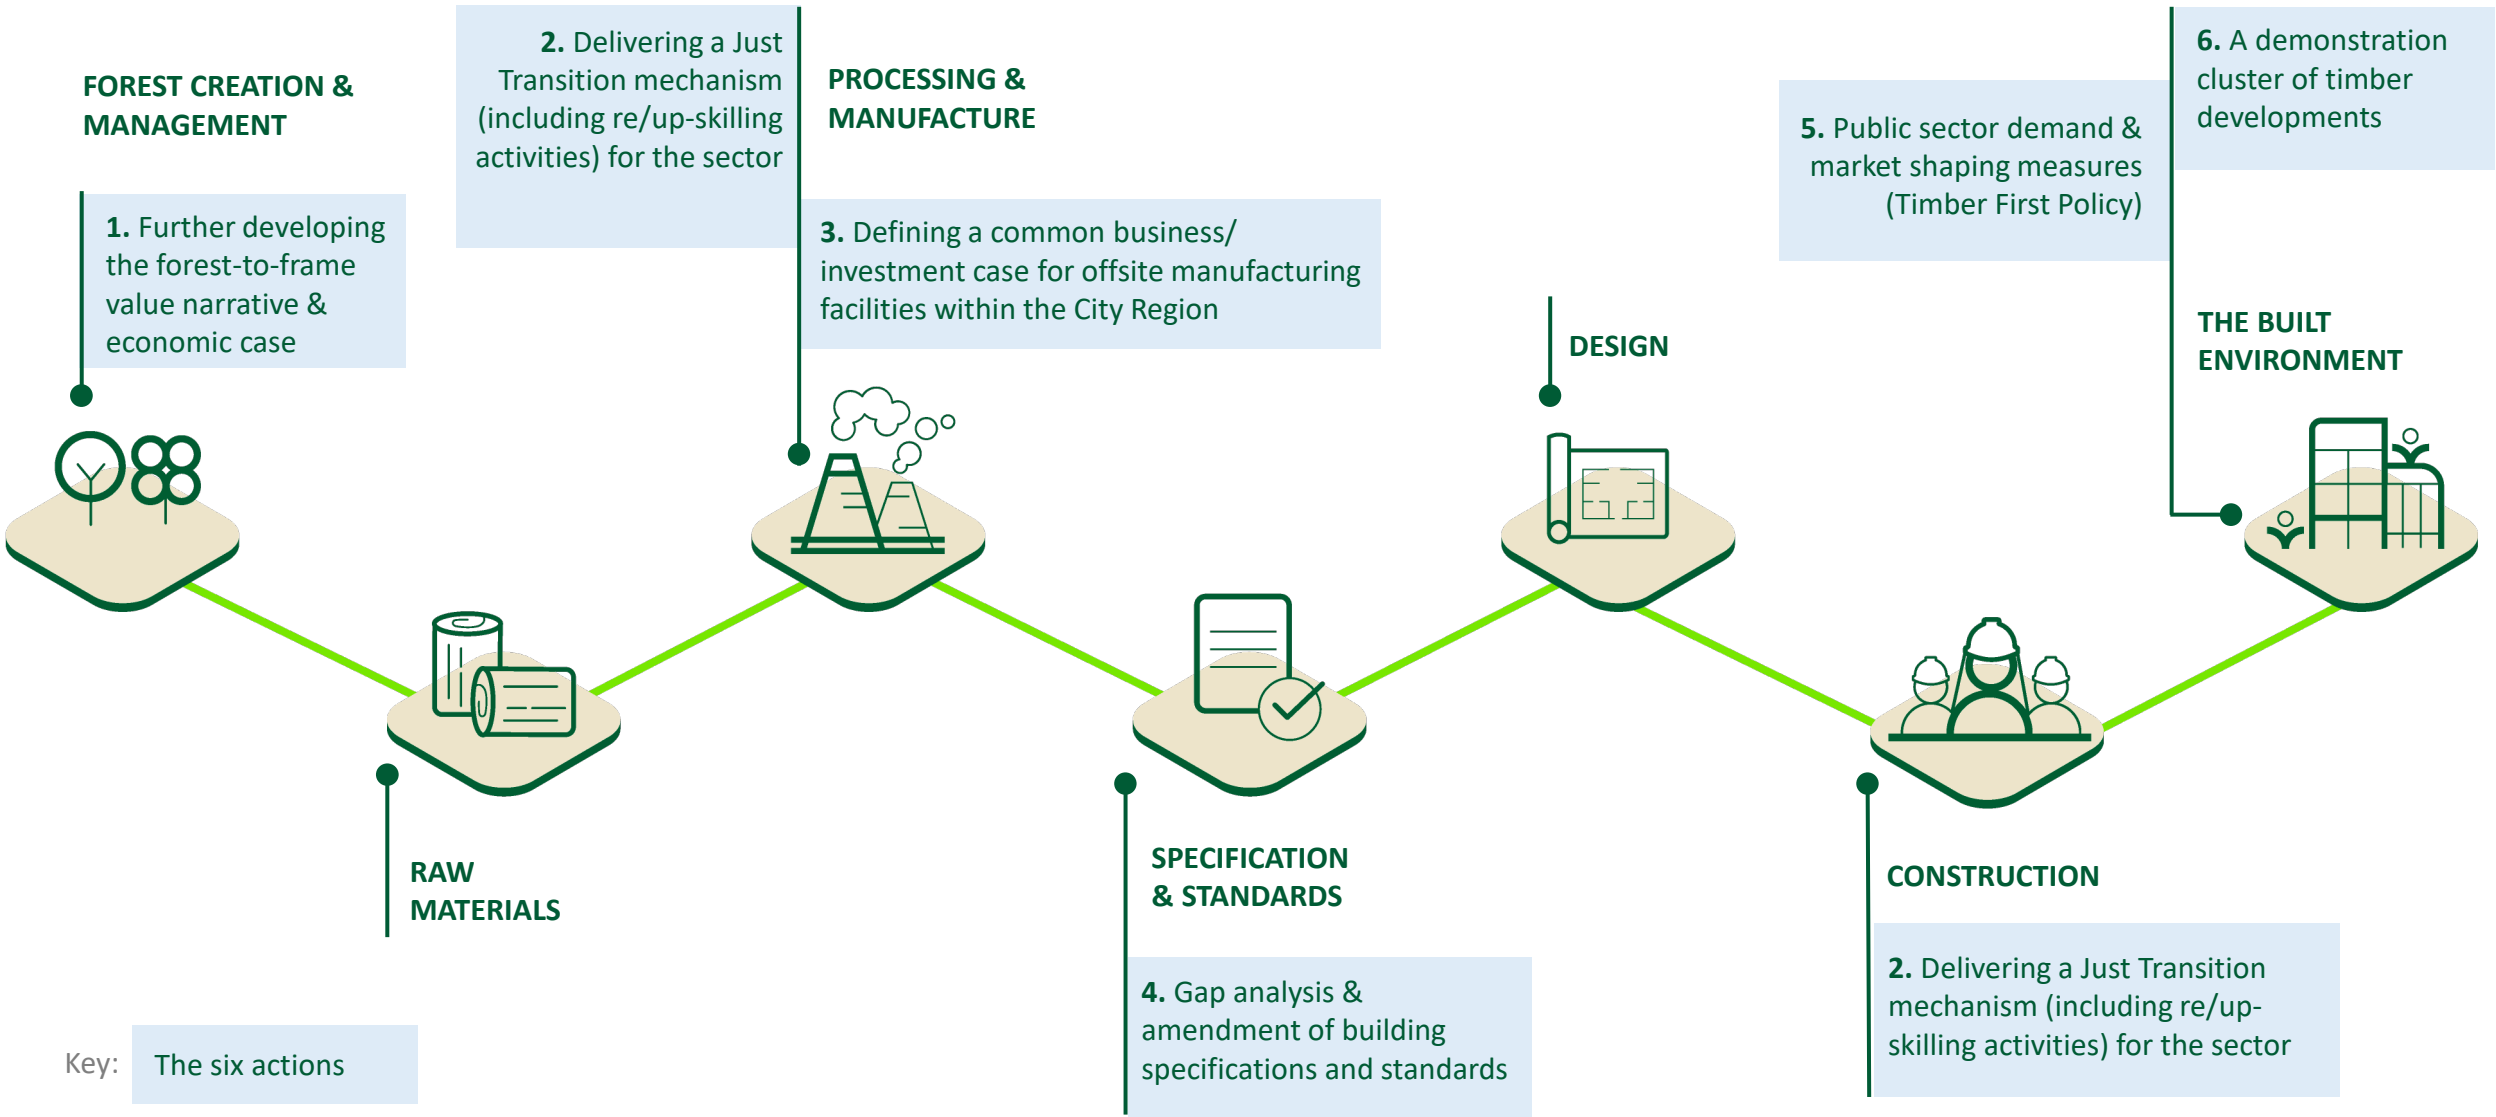 FOREST CREATION &
MANAGEMENT
1. Further developing
the forest-to-frame
value narrative &
economic case
2. Delivering a Just
Transition mechanism
(including re/up-skilling
activities) for the sector
PROCESSING &
MANUFACTURE
3. Defining a common business/
investment case for offsite manufacturing
facilities within the City Region
DESIGN
5. Public sector demand &
market shaping measures
(Timber First Policy)
6. A demonstration
cluster of timber
developments
THE BUILT
ENVIRONMENT
RAW
MATERIALS
SPECIFICATION
& STANDARDS
4. Gap analysis &
amendment of building
specifications and standards
CONSTRUCTION
2. Delivering a Just Transition
mechanism (including re/up-
skilling activities) for the sector
Key:
The six actions